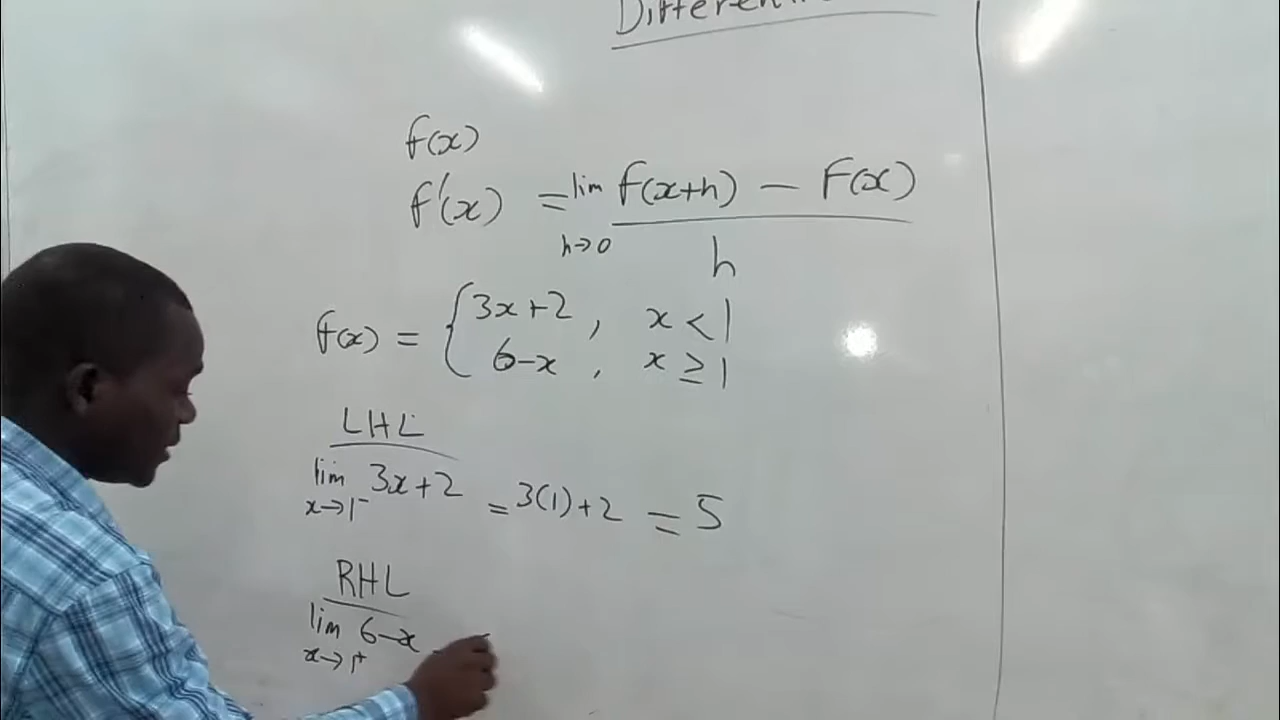 f(x)
f'(x) = lim h→0 f(x+h) − F(x) / h
f(x) = { 3x+2 , x < 1
6−x , x ≥ 1
LHL
lim x→1⁻ 3x+2 = 3(1)+2 = 5
RHL
lim x→1⁺ 6−x